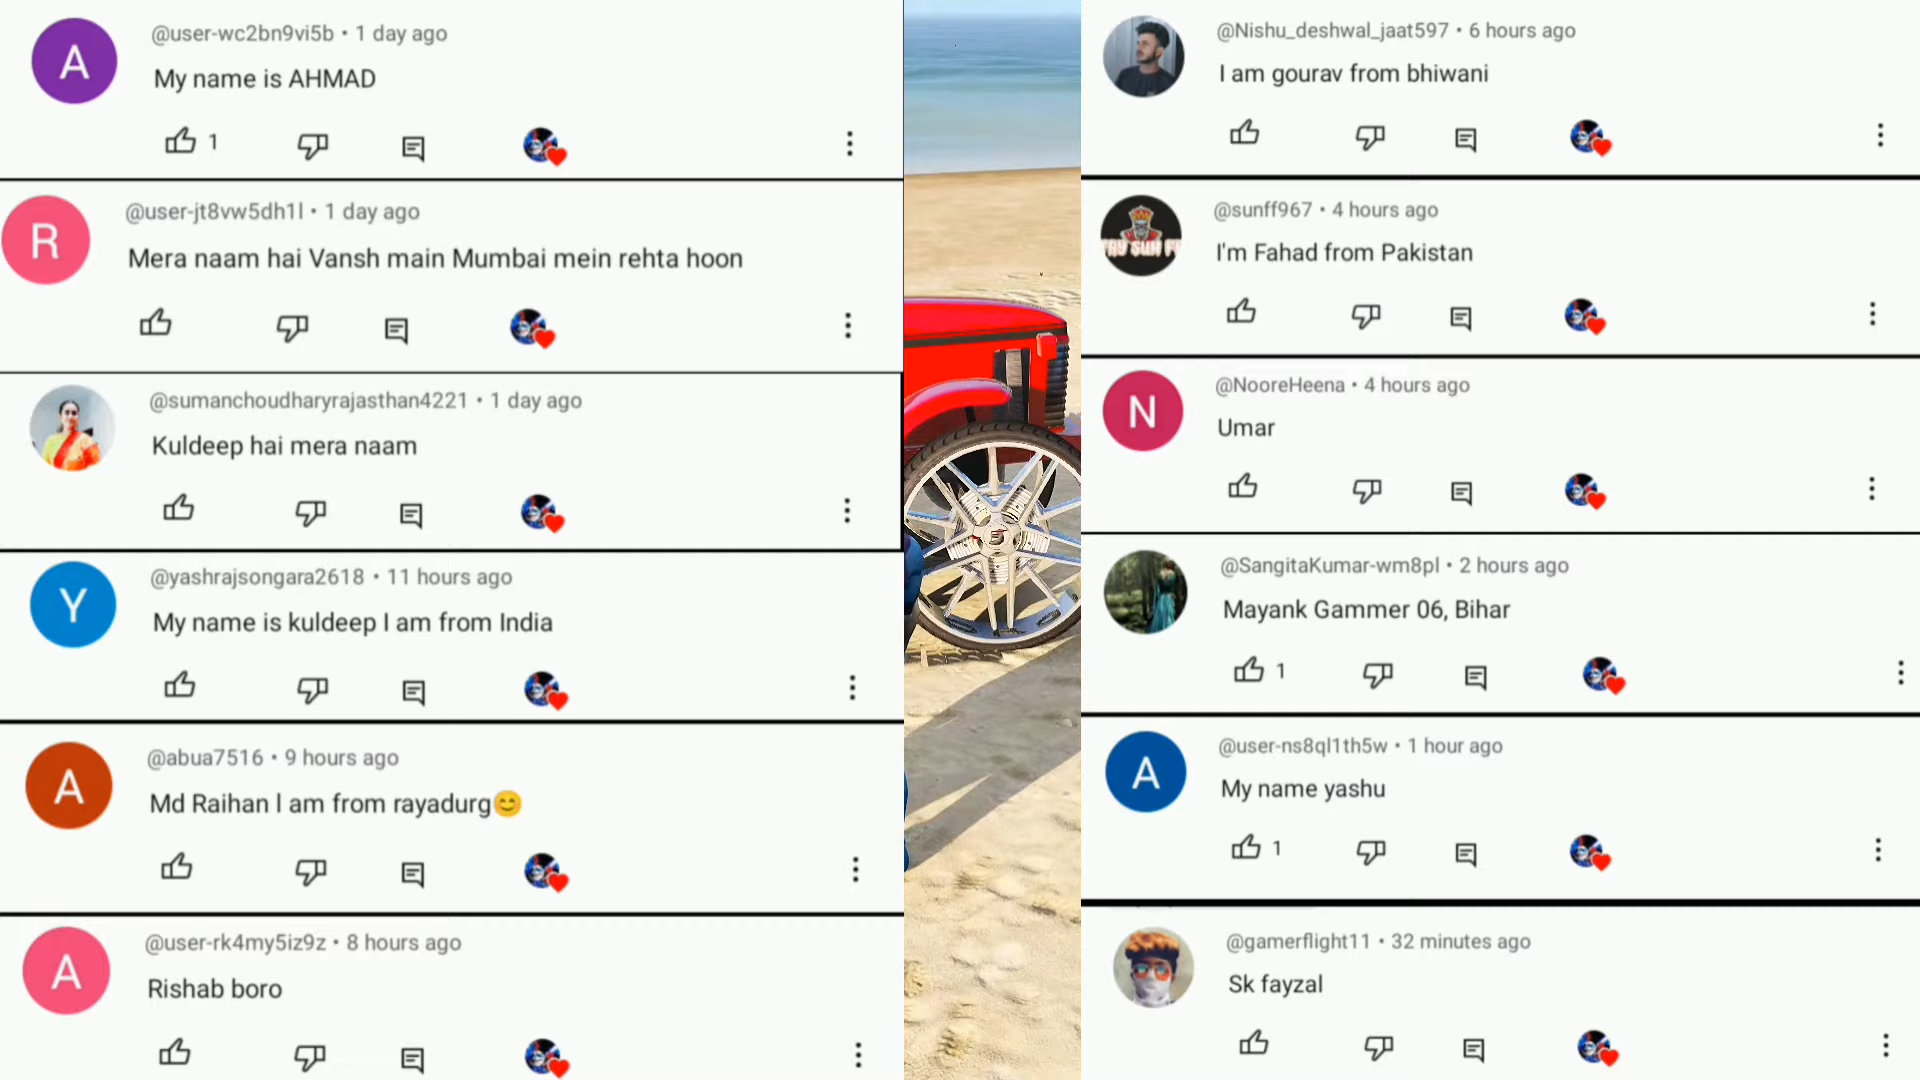 A
@user-wc2bn9vi5b • 1 day ago
My name is AHMAD
1
R
@user-jt8vw5dh1l • 1 day ago
Mera naam hai Vansh main Mumbai mein rehta hoon
@sumanchoudharyrajasthan4221 • 1 day ago
Kuldeep hai mera naam
Y
@yashrajsongara2618 • 11 hours ago
My name is kuldeep I am from India
A
@abua7516 • 9 hours ago
Md Raihan l am from rayadurg😊
A
@user-rk4my5iz9z • 8 hours ago
Rishab boro
@Nishu_deshwal_jaat597 • 6 hours ago
I am gourav from bhiwani
@sunff967 • 4 hours ago
I'm Fahad from Pakistan
N
@NooreHeena • 4 hours ago
Umar
@SangitaKumar-wm8pl • 2 hours ago
Mayank Gammer 06, Bihar
1
A
@user-ns8ql1th5w • 1 hour ago
My name yashu
1
@gamerflight11 • 32 minutes ago
Sk fayzal